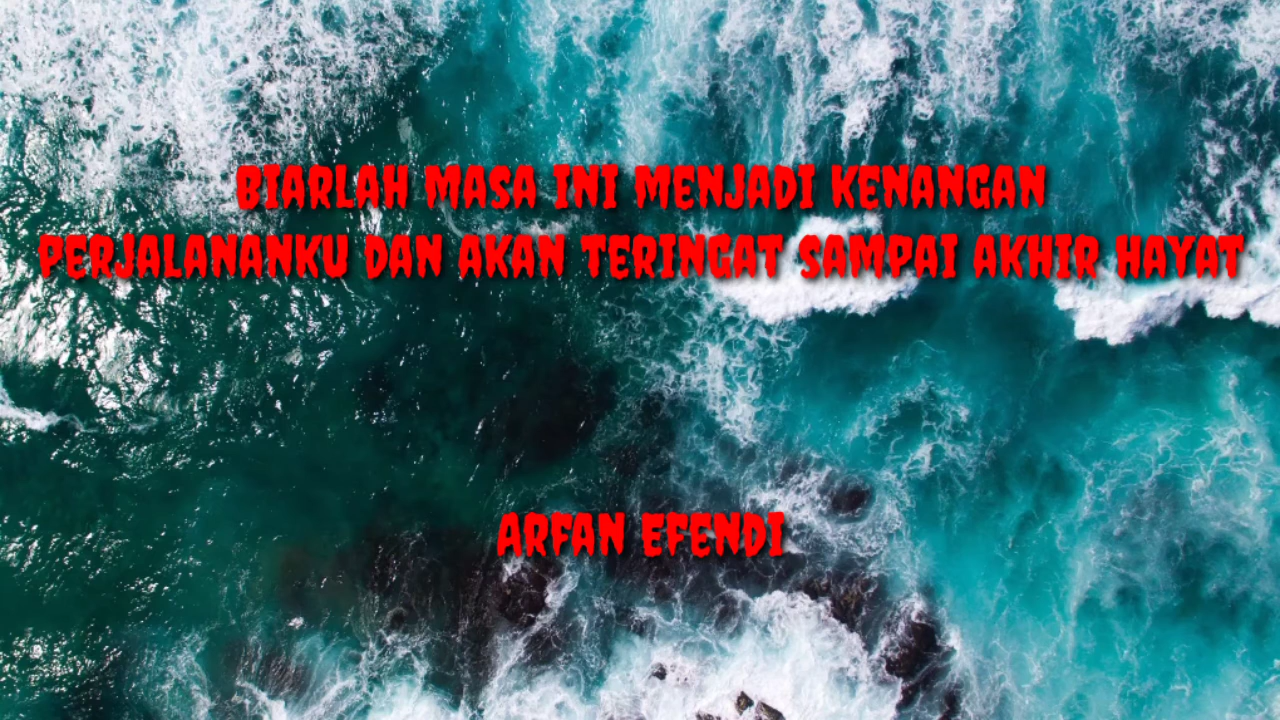 BIARLAH MASA INI MENJADI KENANGAN
PERJALANANKU DAN AKAN TERINGAT SAMPAI AKHIR HAYAT
ARFAN EFENDI